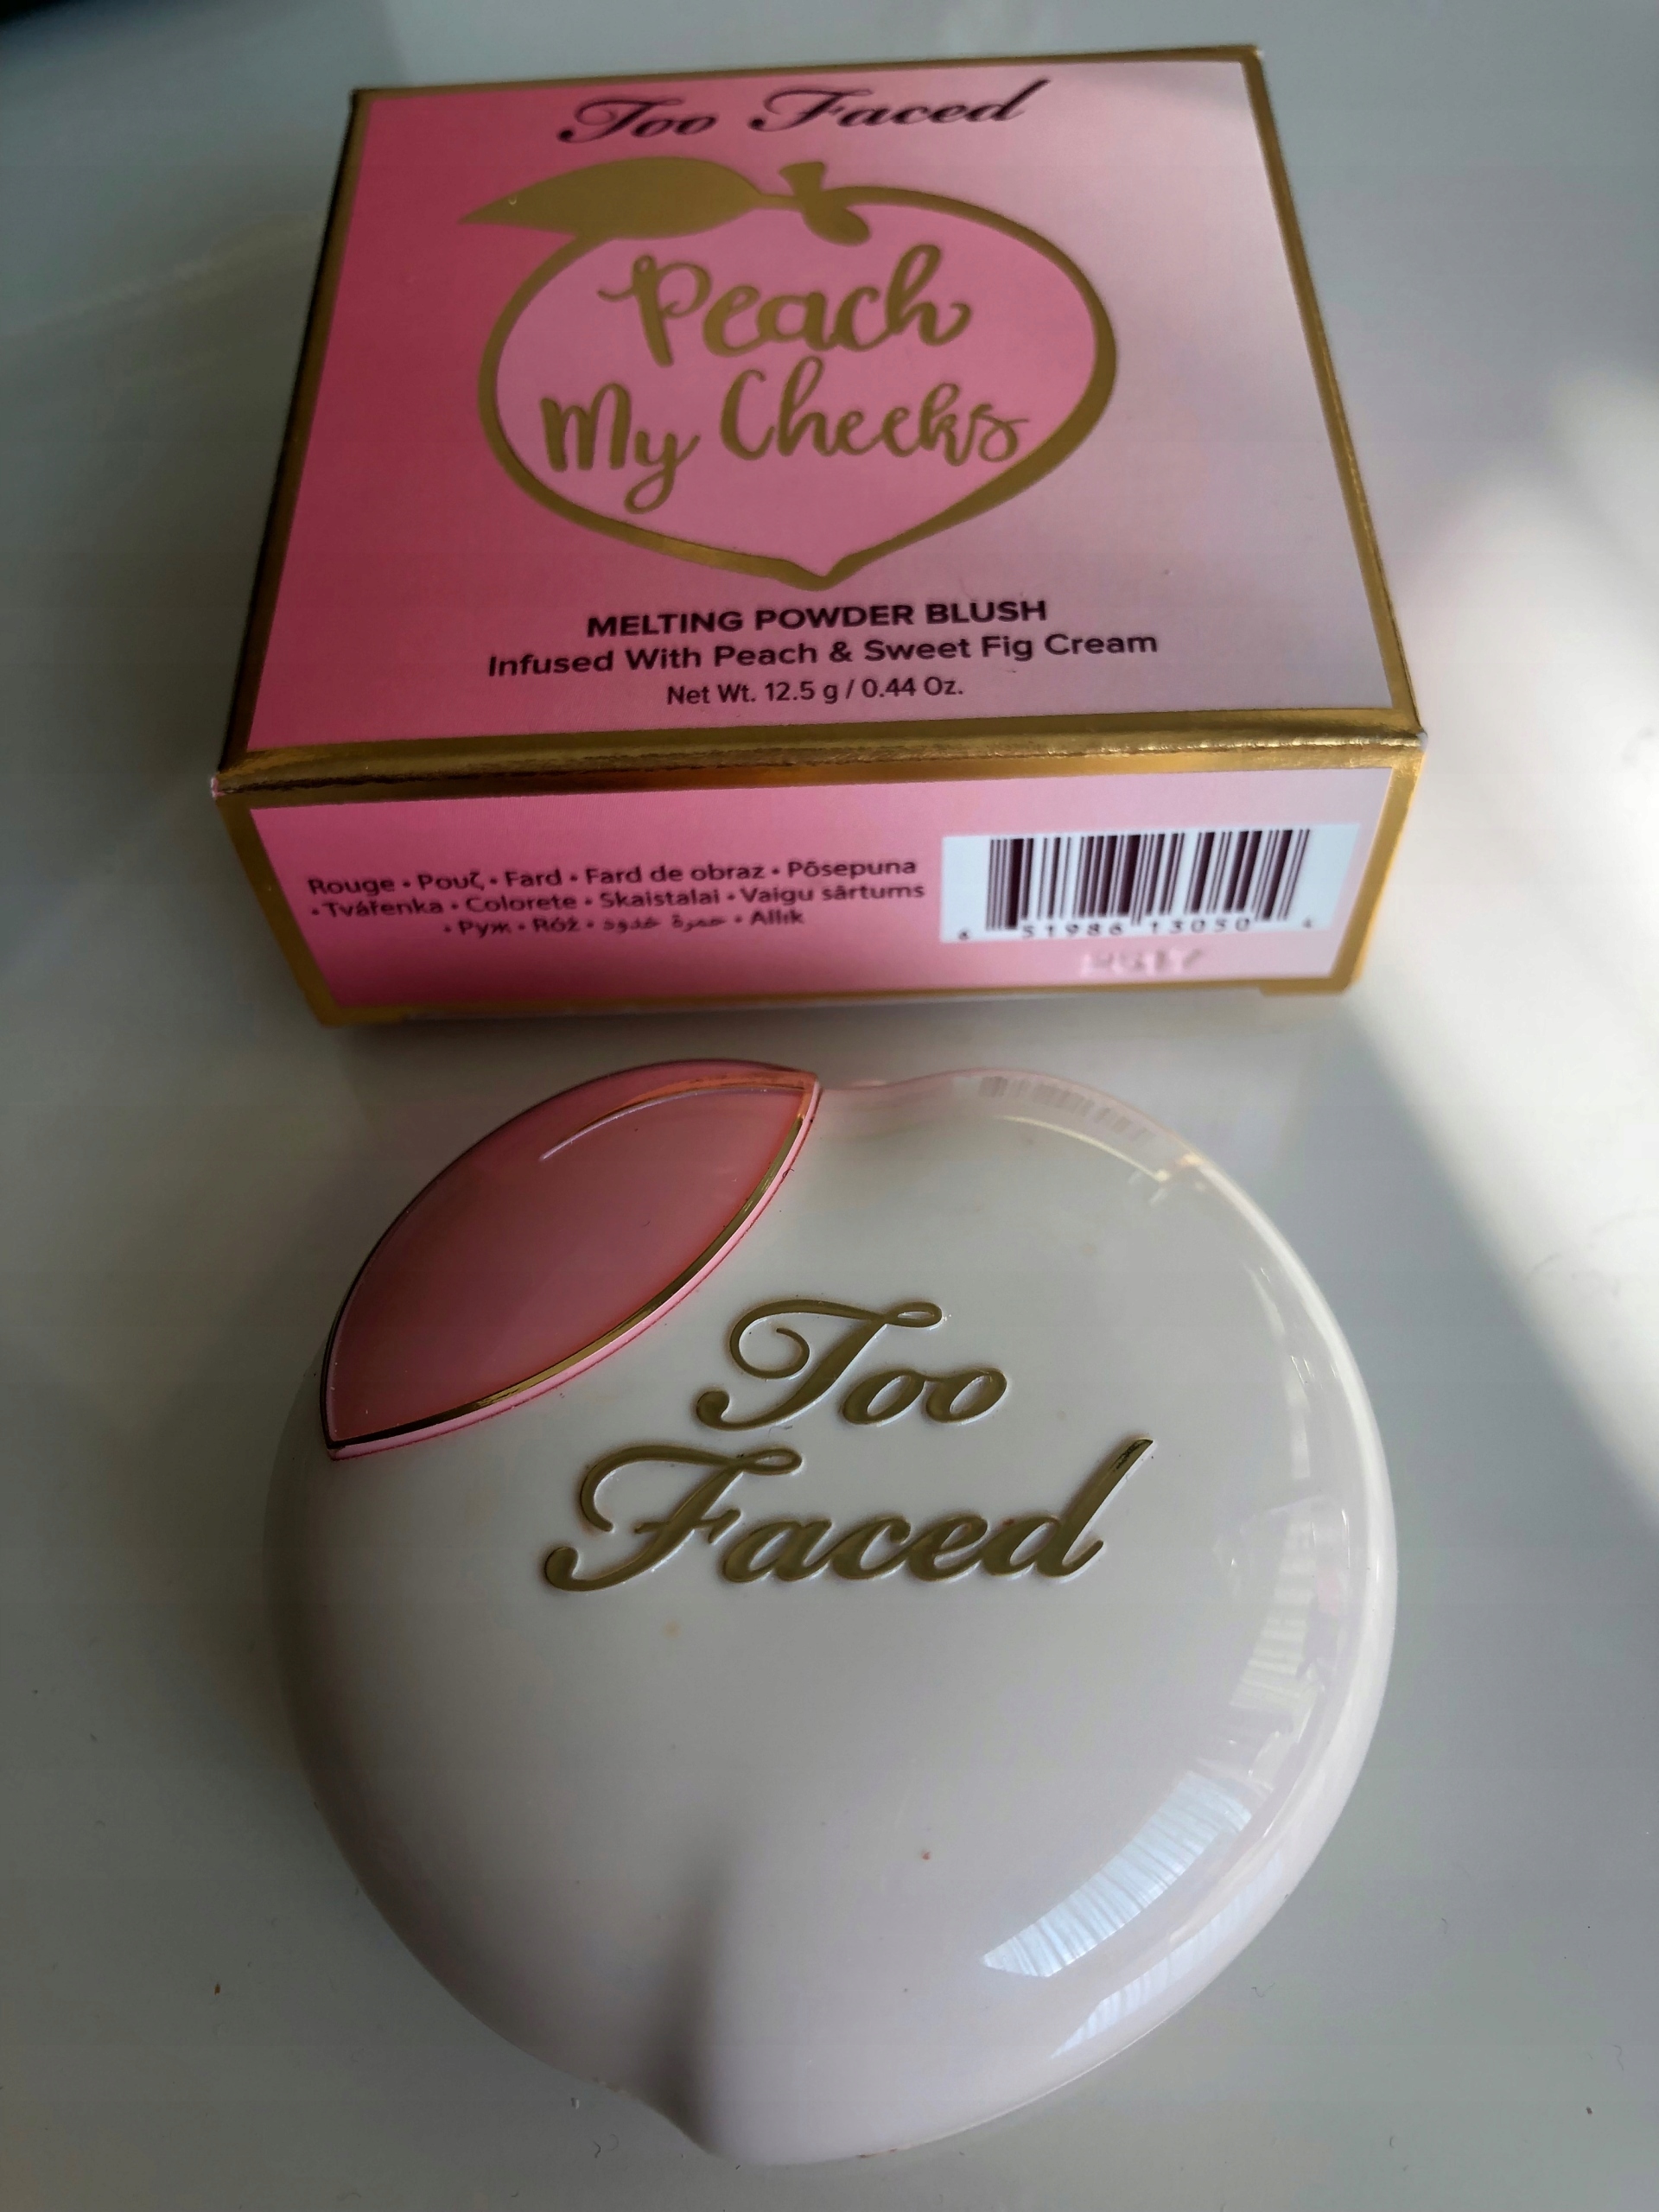 Too Faced
Peach
My Cheeks
MELTING POWDER BLUSH
Infused With Peach & Sweet Fig Cream
Net Wt. 12.5 g / 0.44 Oz.
Rouge • Ρουζ • Fard • Fard de obraz • Põsepuna
• Tvářenka • Colorete • Skaistalai • Vaigu sārtums
• Руж • Róż • حمرة خدود • Allık
6 51986 13050 4
Too
Faced